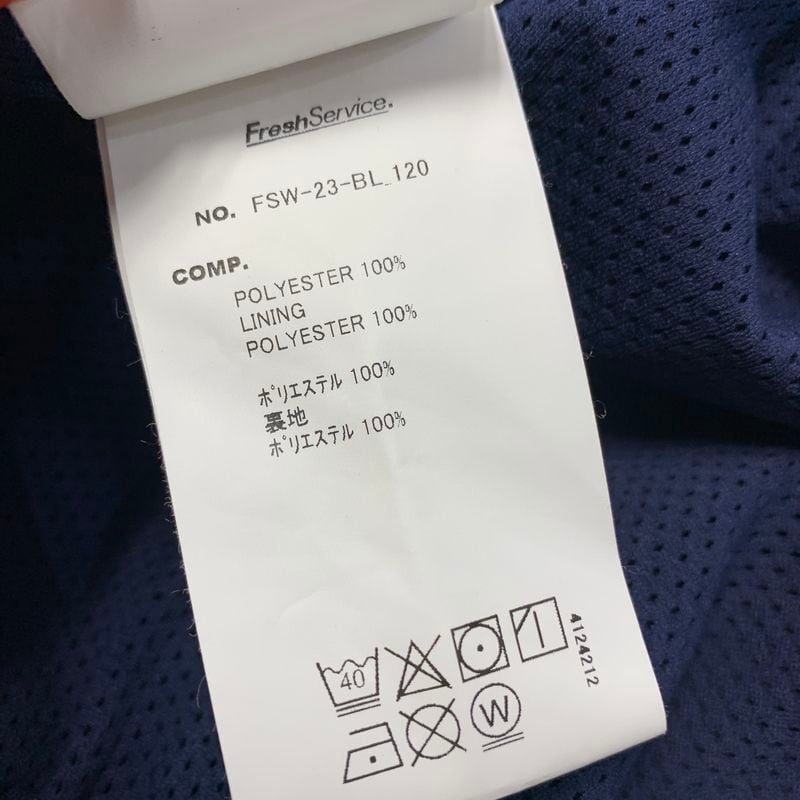 FreshService.
NO. FSW-23-BL_120
COMP.
POLYESTER 100%
LINING
POLYESTER 100%
ﾎﾟﾘｴｽﾃﾙ 100%
裏地
ﾎﾟﾘｴｽﾃﾙ 100%
40
W
4124212